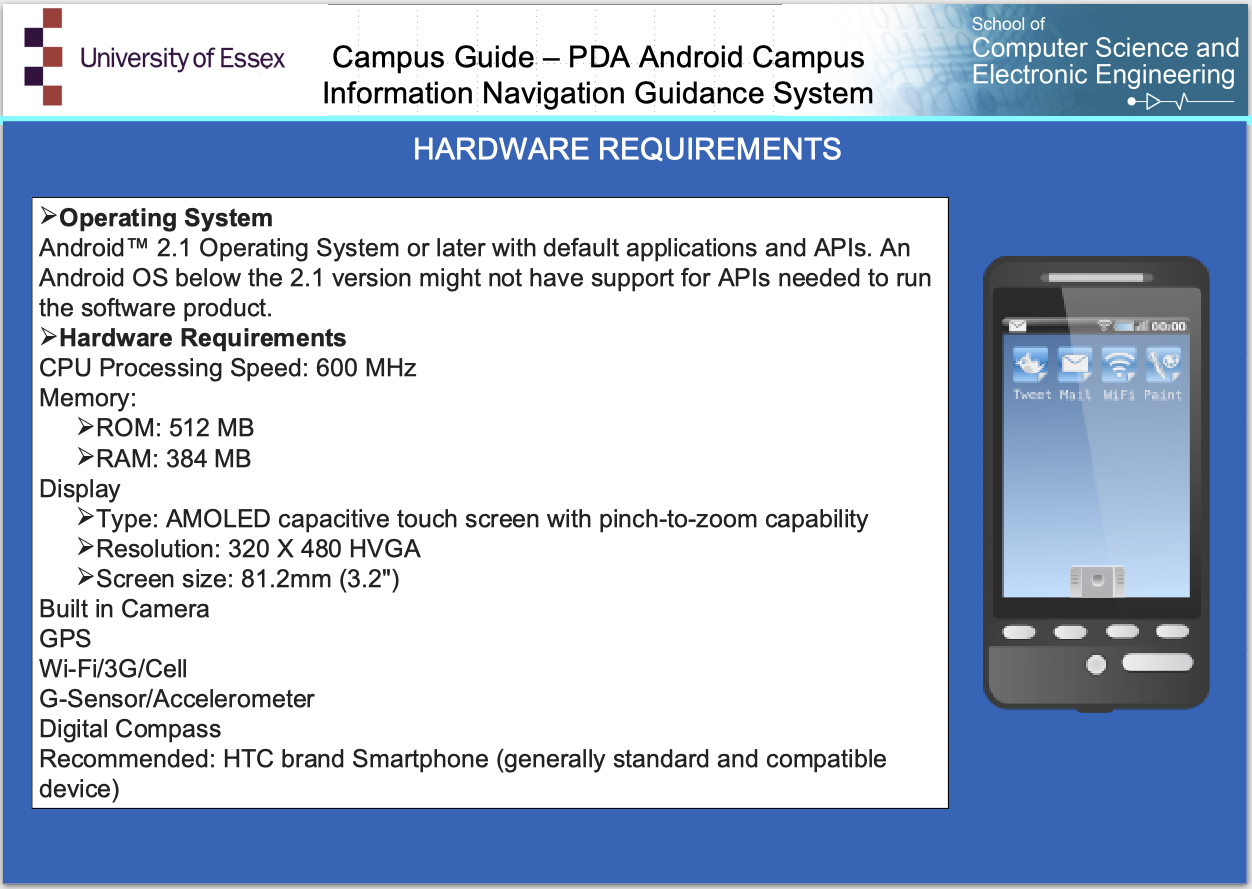 University of Essex
Campus Guide – PDA Android Campus
Information Navigation Guidance System
School of
Computer Science and
Electronic Engineering
HARDWARE REQUIREMENTS
➢Operating System
Android™ 2.1 Operating System or later with default applications and APIs. An
Android OS below the 2.1 version might not have support for APIs needed to run
the software product.
➢Hardware Requirements
CPU Processing Speed: 600 MHz
Memory:
➢ROM: 512 MB
➢RAM: 384 MB
Display
➢Type: AMOLED capacitive touch screen with pinch-to-zoom capability
➢Resolution: 320 X 480 HVGA
➢Screen size: 81.2mm (3.2")
Built in Camera
GPS
Wi-Fi/3G/Cell
G-Sensor/Accelerometer
Digital Compass
Recommended: HTC brand Smartphone (generally standard and compatible
device)
00:00
Tweet Mail WiFi Paint